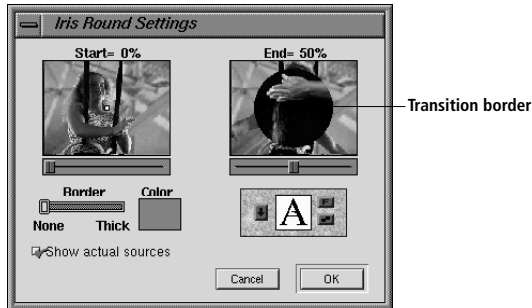 Iris Round Settings
Start= 0%
End= 50%
Transition border
Border
Color
None
Thick
A
F
Show actual sources
Cancel
OK